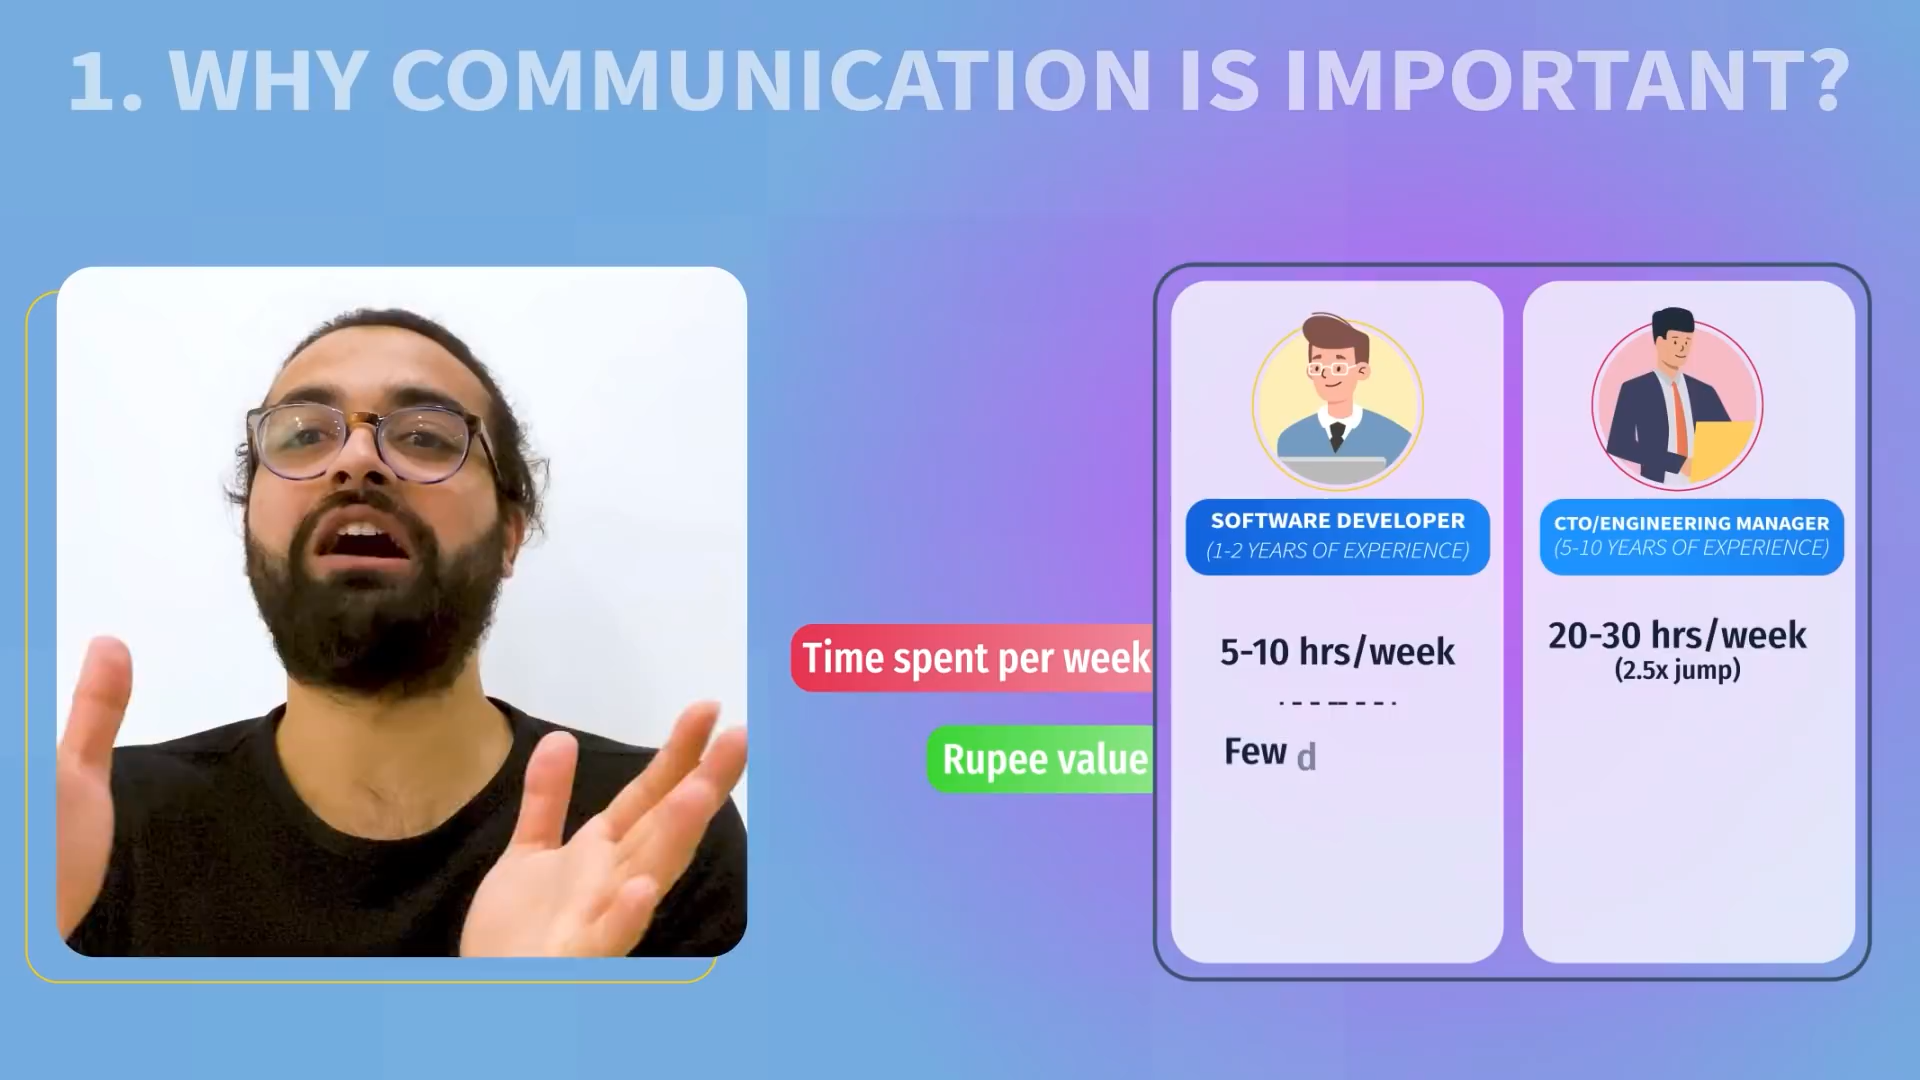 1. WHY COMMUNICATION IS IMPORTANT?
SOFTWARE DEVELOPER
(1-2 YEARS OF EXPERIENCE)
CTO/ENGINEERING MANAGER
(5-10 YEARS OF EXPERIENCE)
Time spent per week
5-10 hrs/week
20-30 hrs/week
(2.5x jump)
Rupee value
Few d